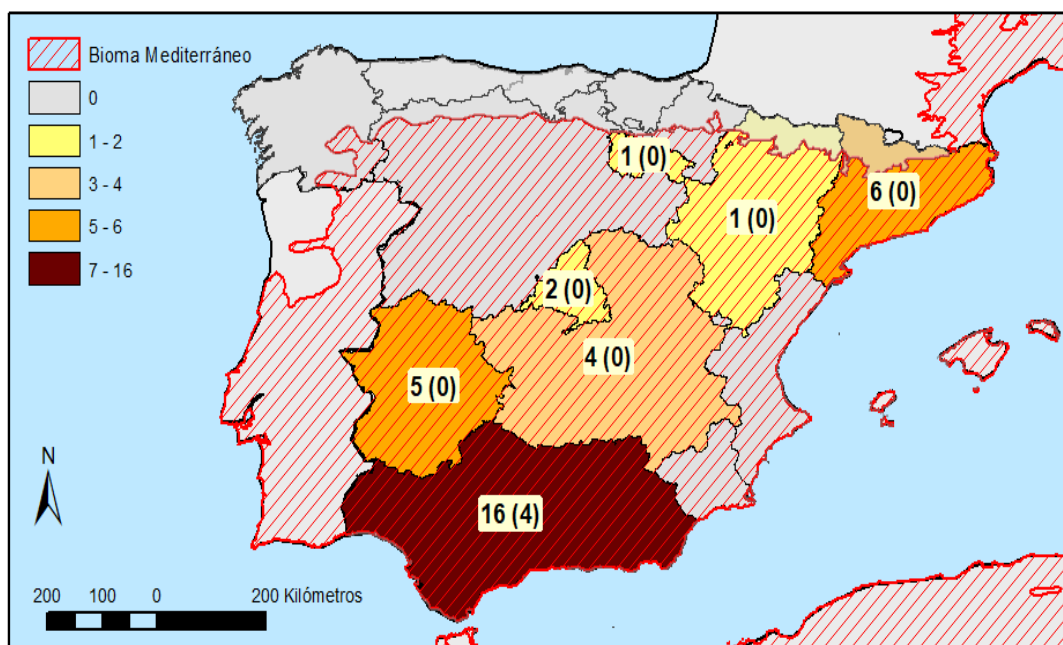 Bioma Mediterráneo
0
1 - 2
3 - 4
5 - 6
7 - 16
1 (0)
6 (0)
1 (0)
2 (0)
4 (0)
5 (0)
16 (4)
N
200 100 0 200 Kilómetros